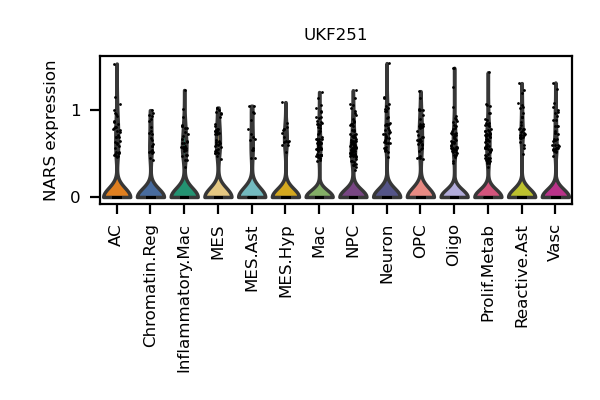 UKF251
NARS expression
1
0
AC
Chromatin.Reg
Inflammatory.Mac
MES
MES.Ast
MES.Hyp
Mac
NPC
Neuron
OPC
Oligo
Prolif.Metab
Reactive.Ast
Vasc